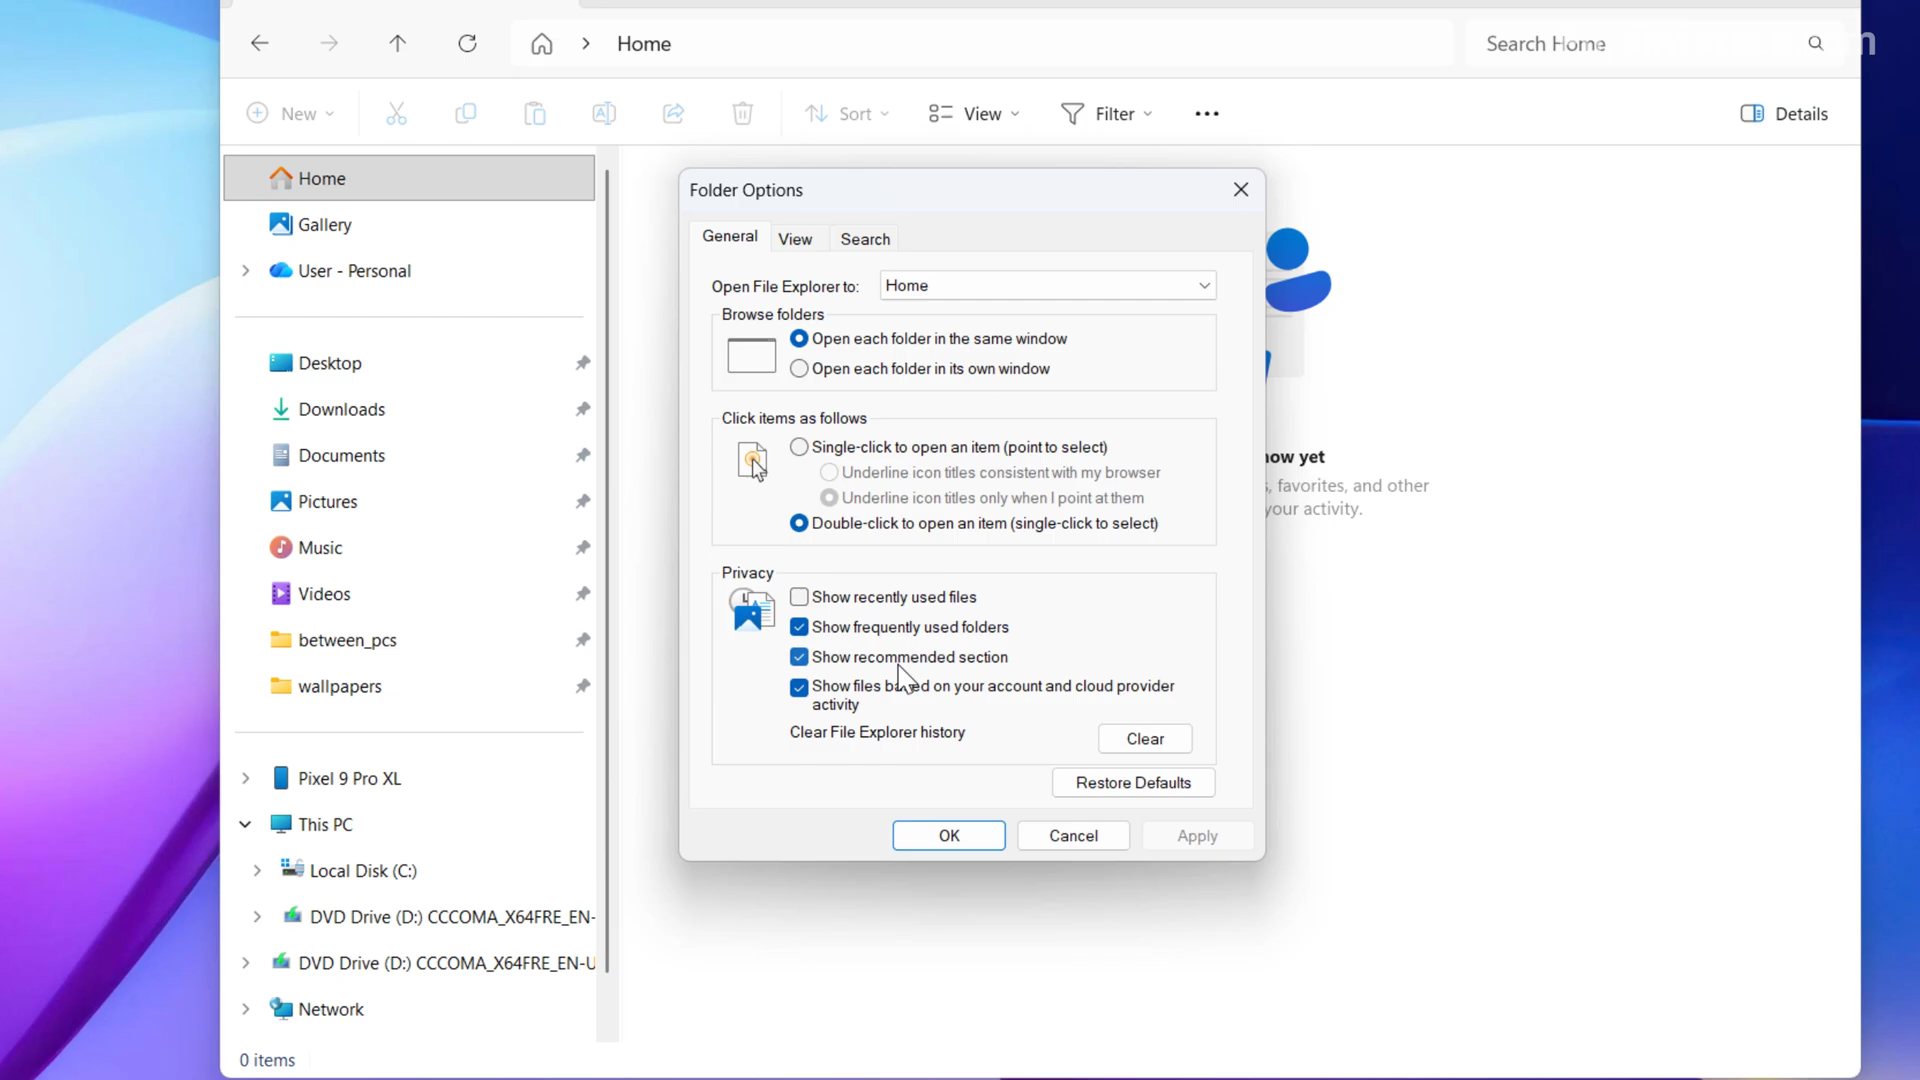 Home
Search Home
New
Sort
View
Filter
Details
Home
Gallery
User - Personal
Desktop
Downloads
Documents
Pictures
Music
Videos
between_pcs
wallpapers
Pixel 9 Pro XL
This PC
Local Disk (C:)
DVD Drive (D:) CCCOMA_X64FRE_EN-
DVD Drive (D:) CCCOMA_X64FRE_EN-U
Network
0 items
Folder Options
General
View
Search
Open File Explorer to:
Home
Browse folders
Open each folder in the same window
Open each folder in its own window
Click items as follows
Single-click to open an item (point to select)
Underline icon titles consistent with my browser
Underline icon titles only when I point at them
Double-click to open an item (single-click to select)
Privacy
Show recently used files
Show frequently used folders
Show recommended section
Show files based on your account and cloud provider
activity
Clear File Explorer history
Clear
Restore Defaults
OK
Cancel
Apply
now yet
, favorites, and other
your activity.